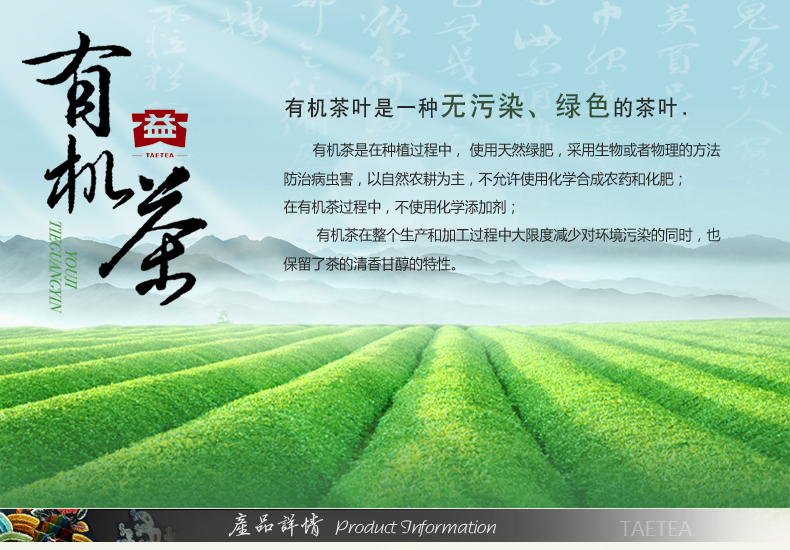 有机茶
益
TAETEA
YOUJI
TIEGUANGYIN
有机茶叶是一种无污染、绿色的茶叶.
有机茶是在种植过程中，使用天然绿肥，采用生物或者物理的方法
防治病虫害，以自然农耕为主，不允许使用化学合成农药和化肥；
在有机茶过程中，不使用化学添加剂；
有机茶在整个生产和加工过程中大限度减少对环境污染的同时，也
保留了茶的清香甘醇的特性。
產品詳情 Product Information
TAETEA